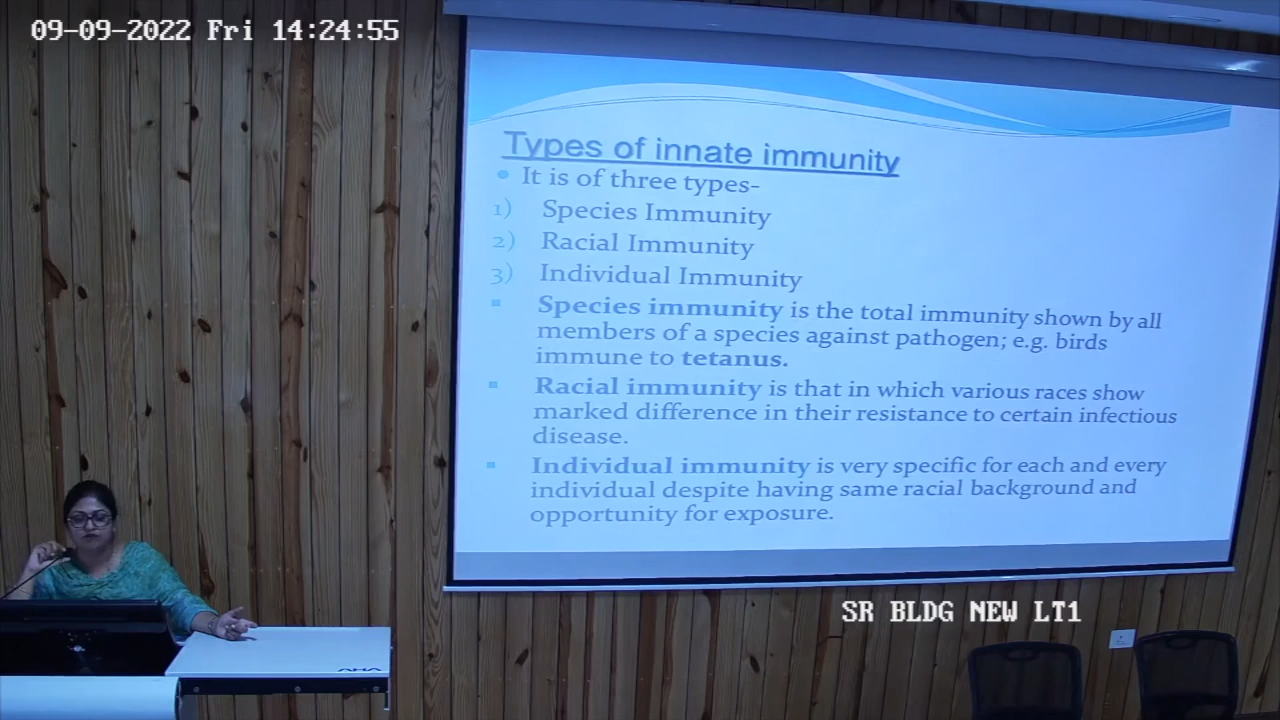 09-09-2022 Fri 14:24:55
Types of innate immunity
• It is of three types-
1) Species Immunity
2) Racial Immunity
3) Individual Immunity
▪ Species immunity is the total immunity shown by all
members of a species against pathogen; e.g. birds
immune to tetanus.
▪ Racial immunity is that in which various races show
marked difference in their resistance to certain infectious
disease.
▪ Individual immunity is very specific for each and every
individual despite having same racial background and
opportunity for exposure.
SR BLDG NEW LT1
AHA